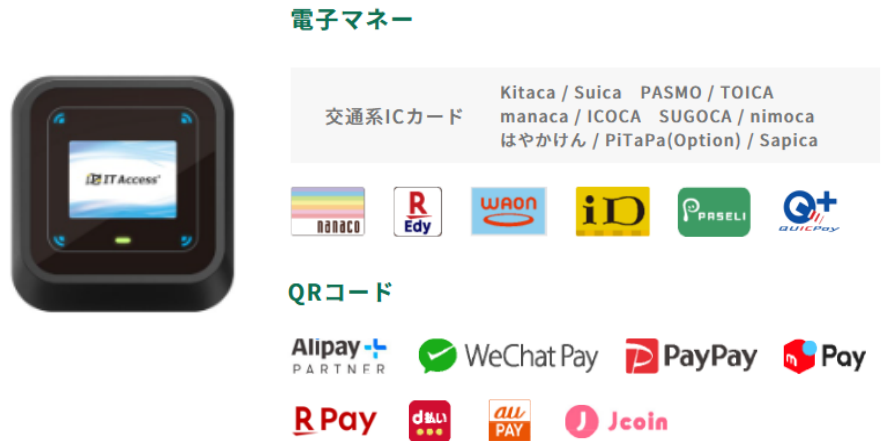 電子マネー
交通系ICカード
Kitaca / Suica　PASMO / TOICA
manaca / ICOCA　SUGOCA / nimoca
はやかけん / PiTaPa(Option) / Sapica
IT Access
nanaco
R Edy
WAON
iD
PASELI
Q+ QUICPay
QRコード
Alipay+ PARTNER
WeChat Pay
PayPay
m Pay
R Pay
d払い
au PAY
J Jcoin